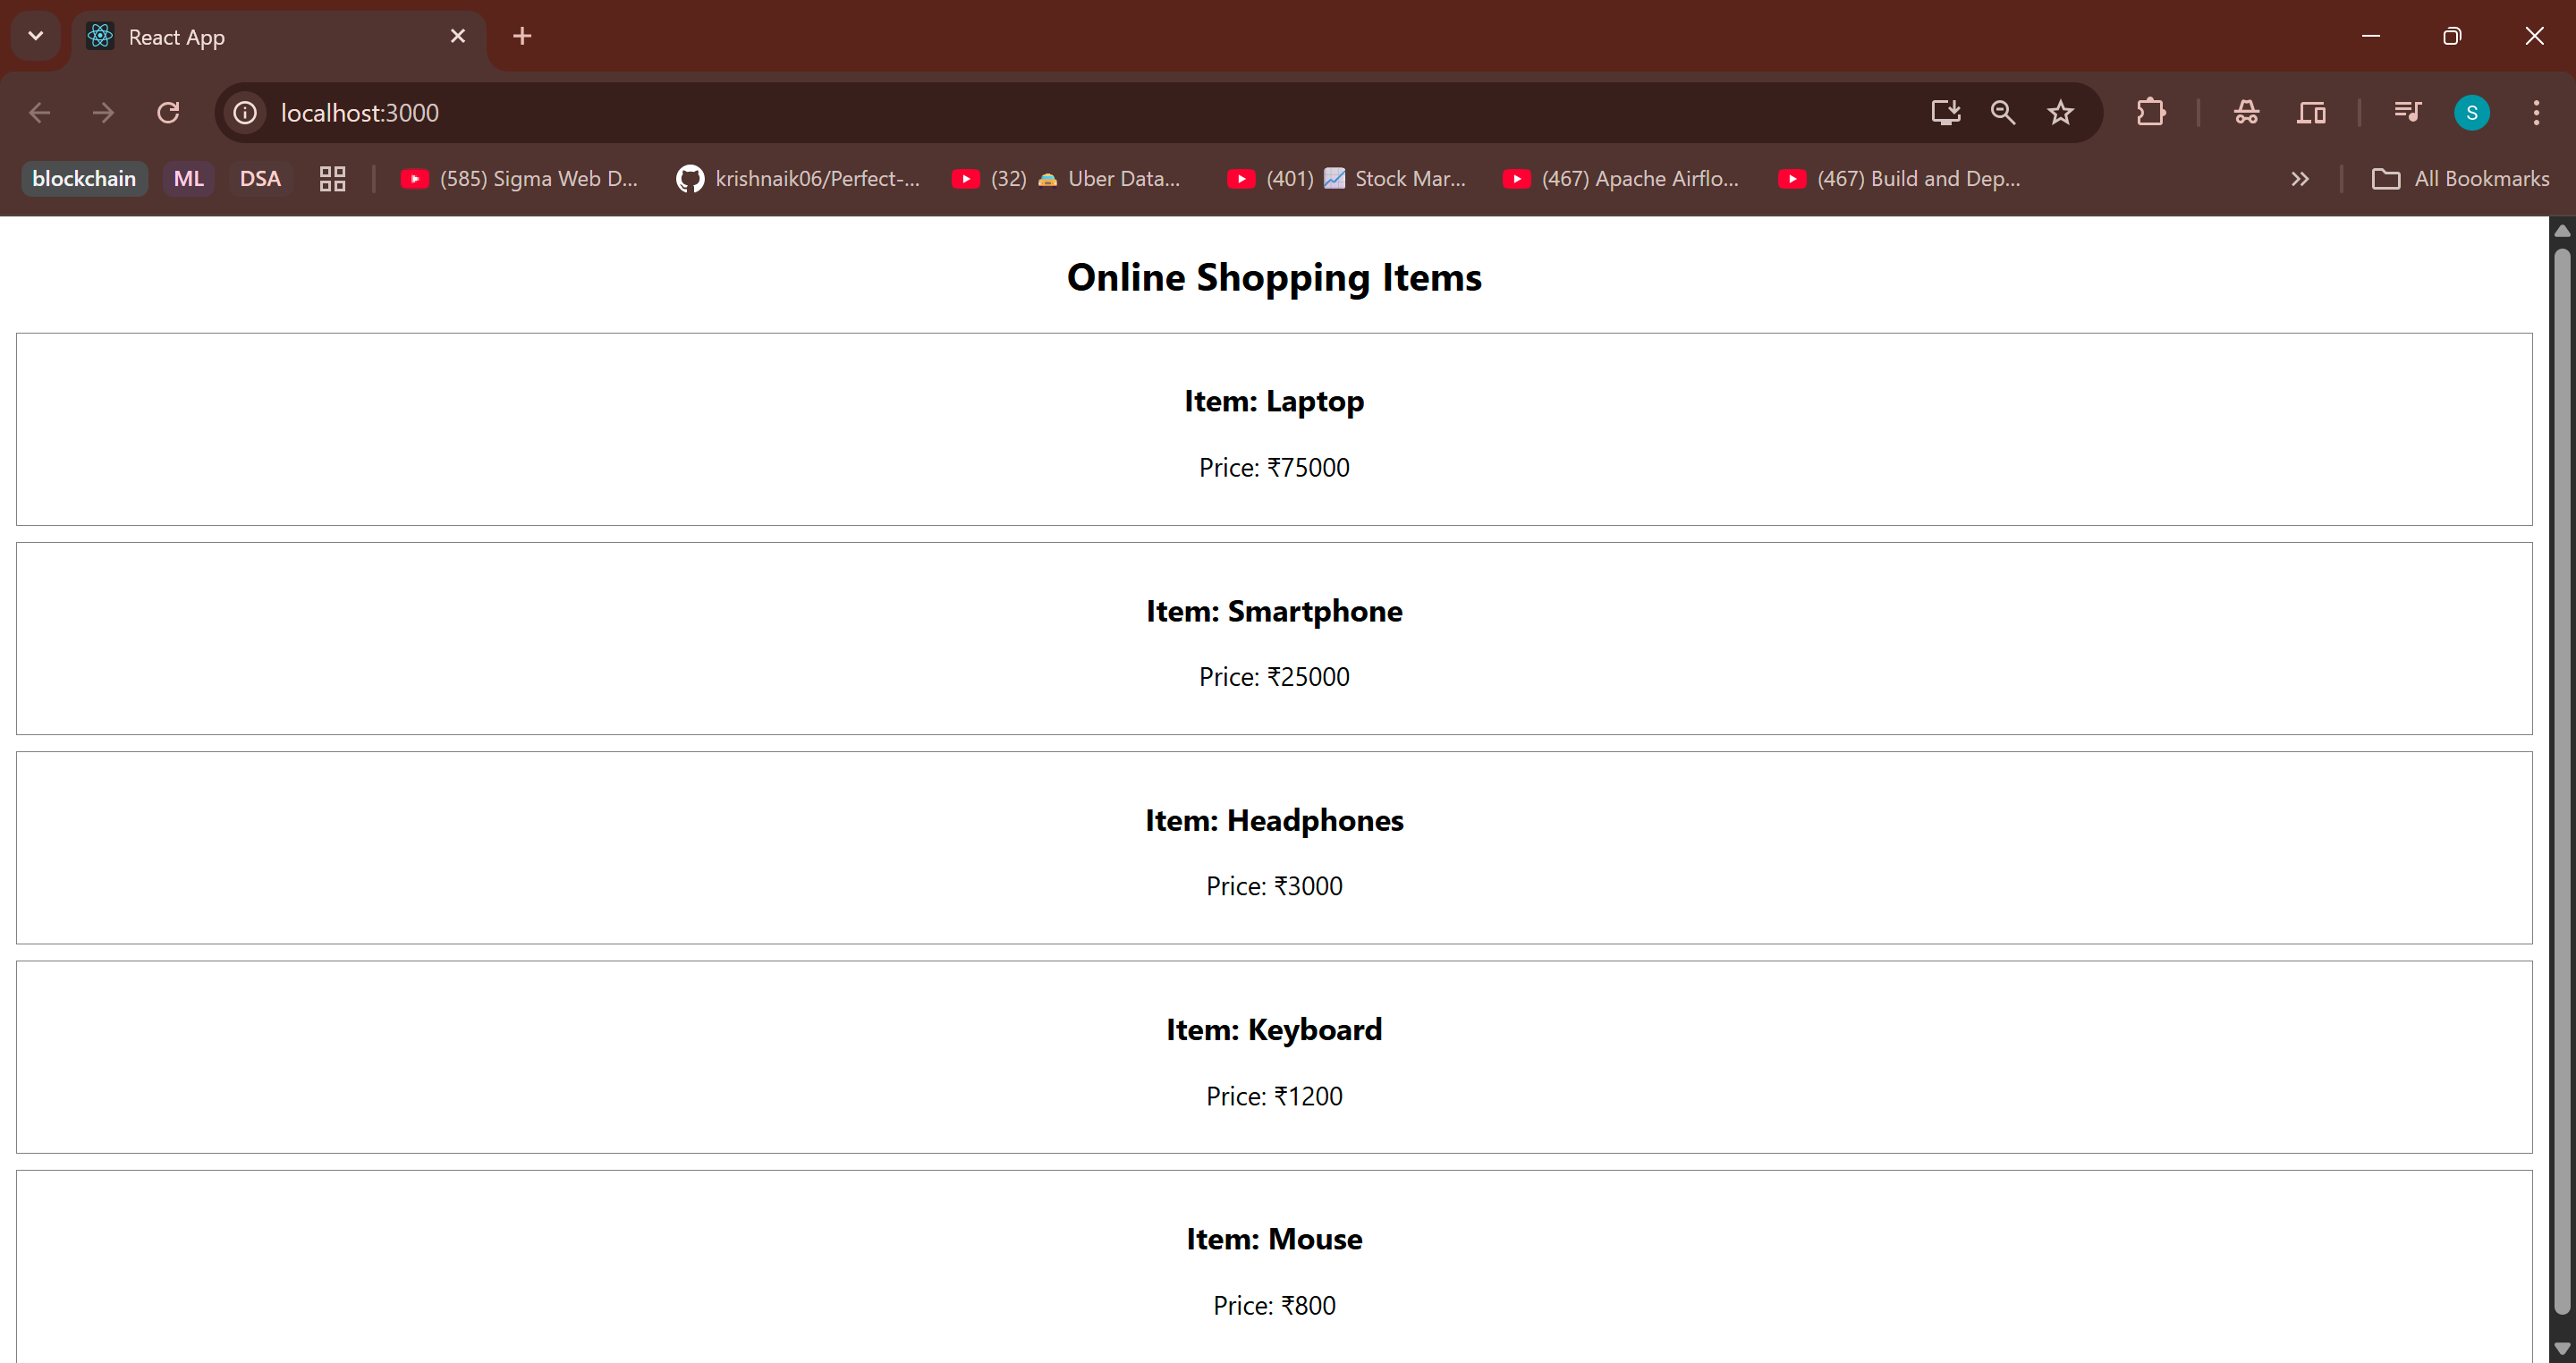 React App
localhost:3000
S
blockchain ML DSA (585) Sigma Web D... krishnaik06/Perfect-... (32) Uber Data... (401) Stock Mar... (467) Apache Airflo... (467) Build and Dep... All Bookmarks
Online Shopping Items
Item: Laptop
Price: ₹75000
Item: Smartphone
Price: ₹25000
Item: Headphones
Price: ₹3000
Item: Keyboard
Price: ₹1200
Item: Mouse
Price: ₹800